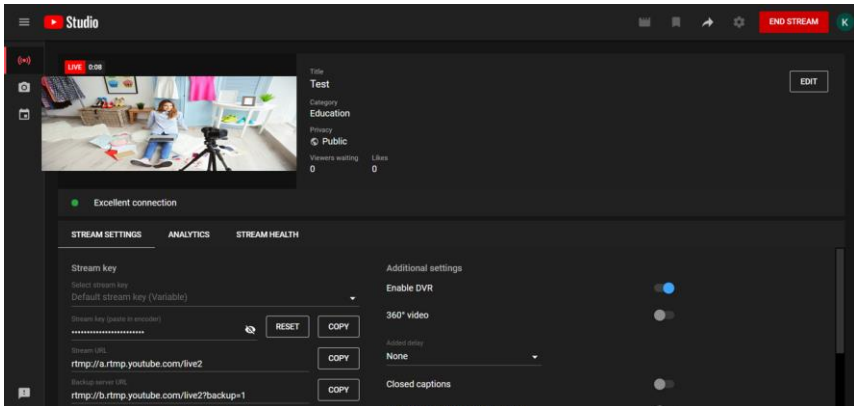 Studio
END STREAM
K
LIVE 0:08
Title
Test
EDIT
Category
Education
Privacy
Public
Viewers waiting Likes
0 0
Excellent connection
STREAM SETTINGS ANALYTICS STREAM HEALTH
Stream key
Select stream key
Default stream key (Variable)
Stream key (paste in encoder)
••••••••••••••••••••••••
RESET COPY
Stream URL
rtmp://a.rtmp.youtube.com/live2
COPY
Backup server URL
rtmp://b.rtmp.youtube.com/live2?backup=1
COPY
Additional settings
Enable DVR
360° video
Added delay
None
Closed captions